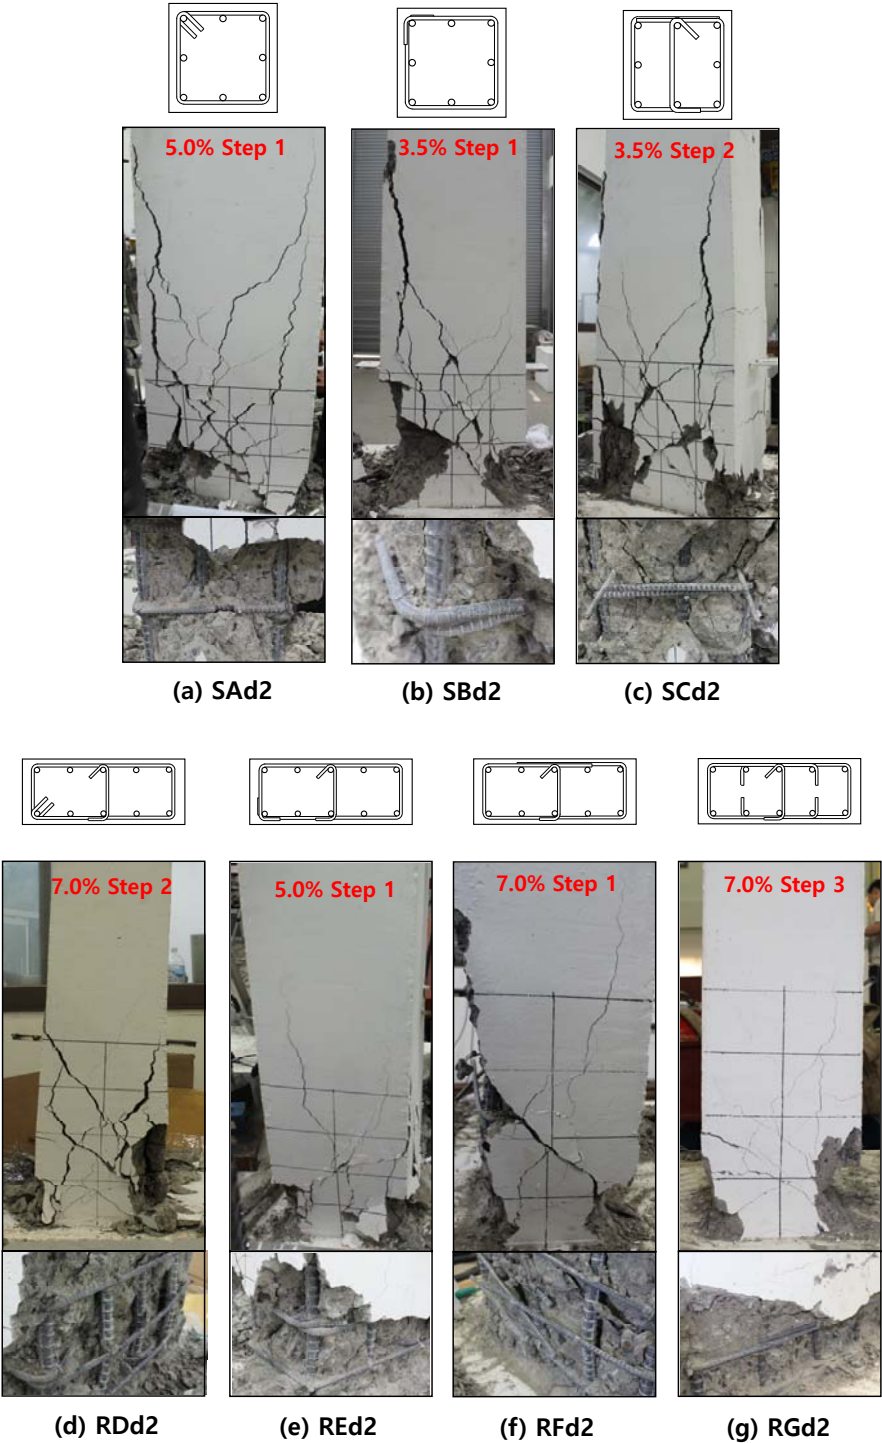 5.0% Step 1
3.5% Step 1
3.5% Step 2
(a) SAd2
(b) SBd2
(c) SCd2
7.0% Step 2
5.0% Step 1
7.0% Step 1
7.0% Step 3
(d) RDd2
(e) REd2
(f) RFd2
(g) RGd2